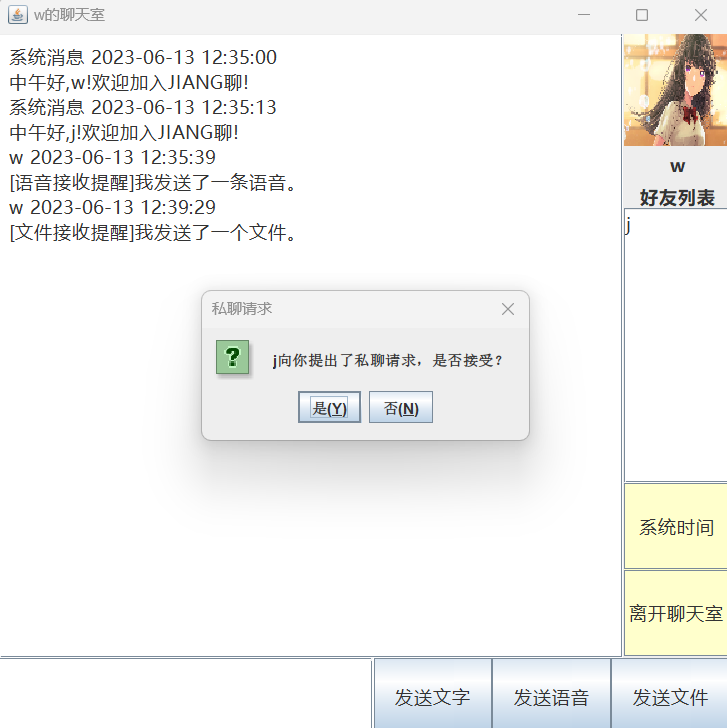 w的聊天室
系统消息 2023-06-13 12:35:00
中午好,w!欢迎加入JIANG聊!
系统消息 2023-06-13 12:35:13
中午好,j!欢迎加入JIANG聊!
w 2023-06-13 12:35:39
[语音接收提醒]我发送了一条语音。
w 2023-06-13 12:39:29
[文件接收提醒]我发送了一个文件。
w
好友列表
j
私聊请求
j向你提出了私聊请求，是否接受？
是(Y)
否(N)
系统时间
离开聊天室
发送文字
发送语音
发送文件